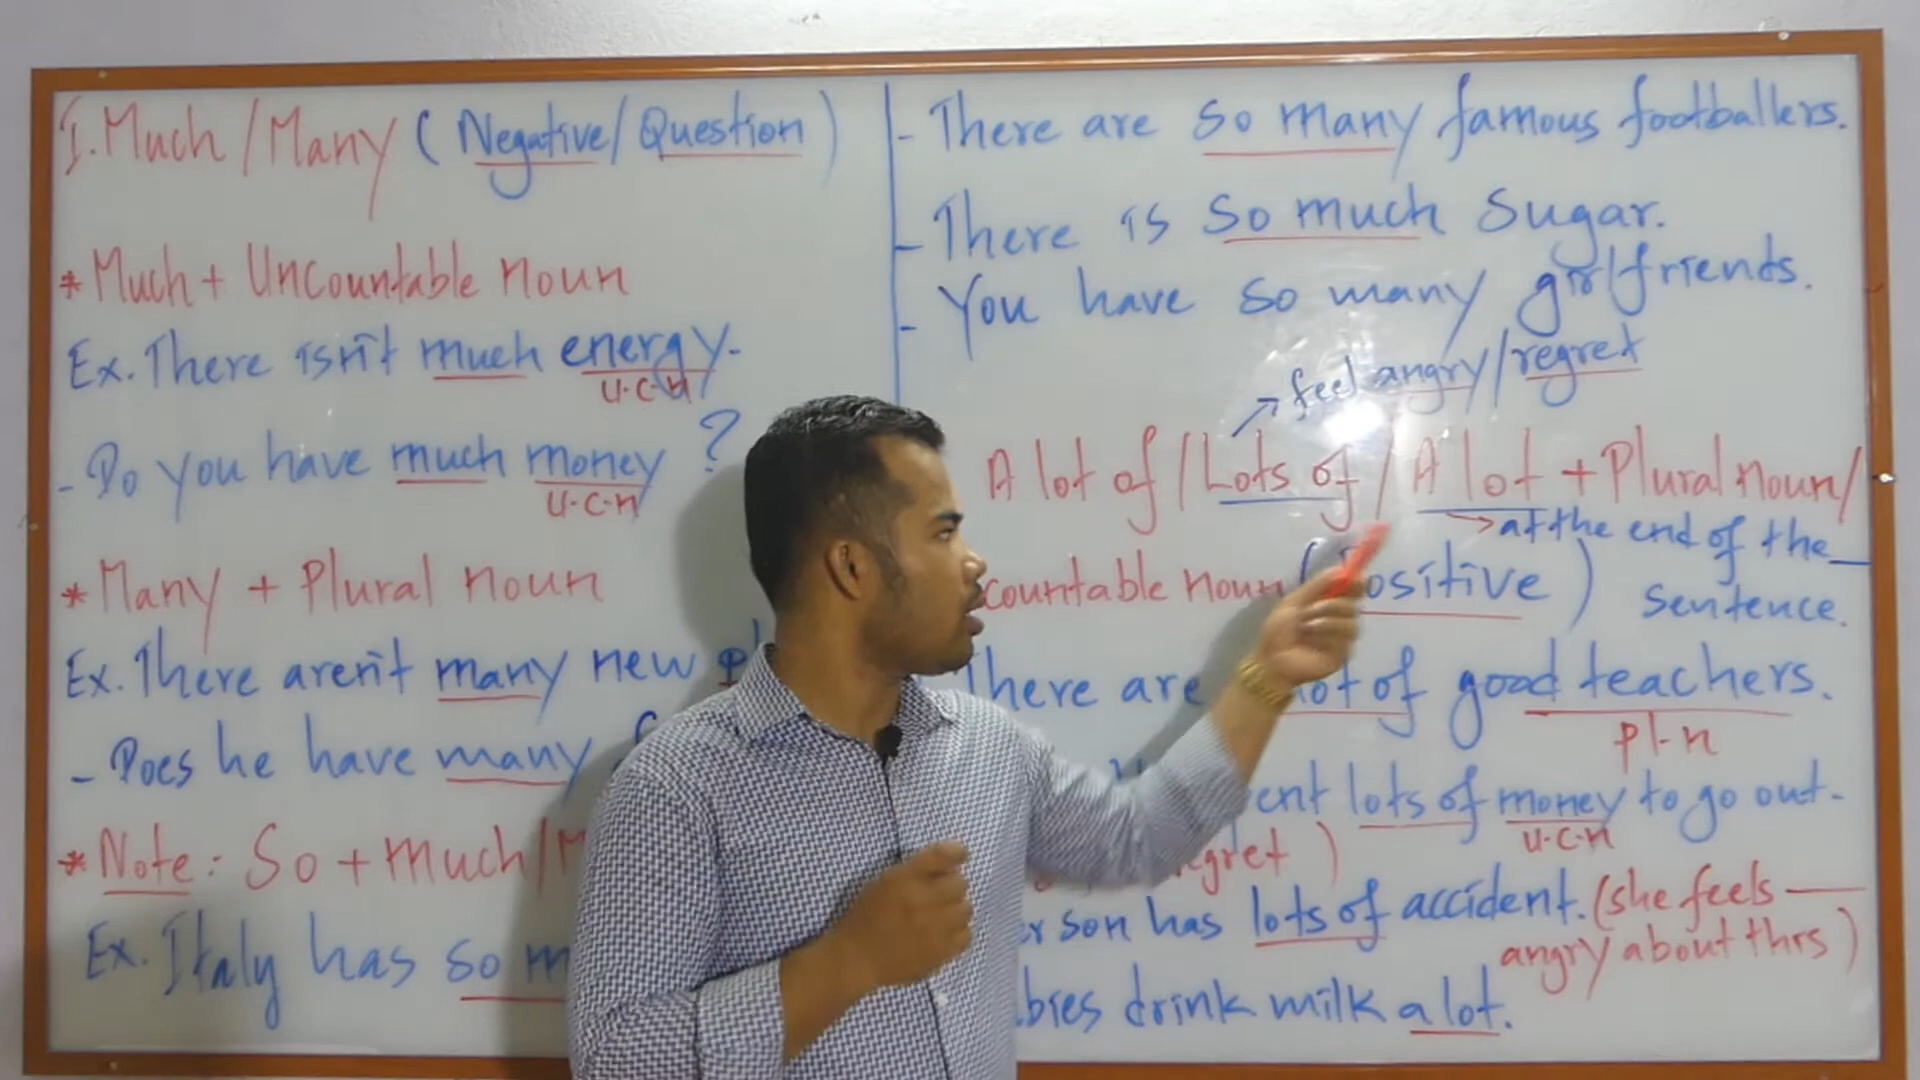 I. Much / Many ( Negative / Question )
* Much + Uncountable noun
Ex. There isn't much energy.
u.c.n
- Do you have much money ?
u.c.n
* Many + Plural noun
Ex. There aren't many new
- Does he have many
* Note: So + Much /
Ex. Italy has so
- There are so many famous footballers.
- There is so much sugar.
- You have so many girlfriends.
feel angry / regret
A lot of / Lots of / A lot + Plural noun /
at the end of the
countable noun ( Positive ) sentence.
There are lot of good teachers.
pl-n
lots of money to go out.
u.c.n
)
son has lots of accident. (she feels
angry about thrs )
drink milk a lot.